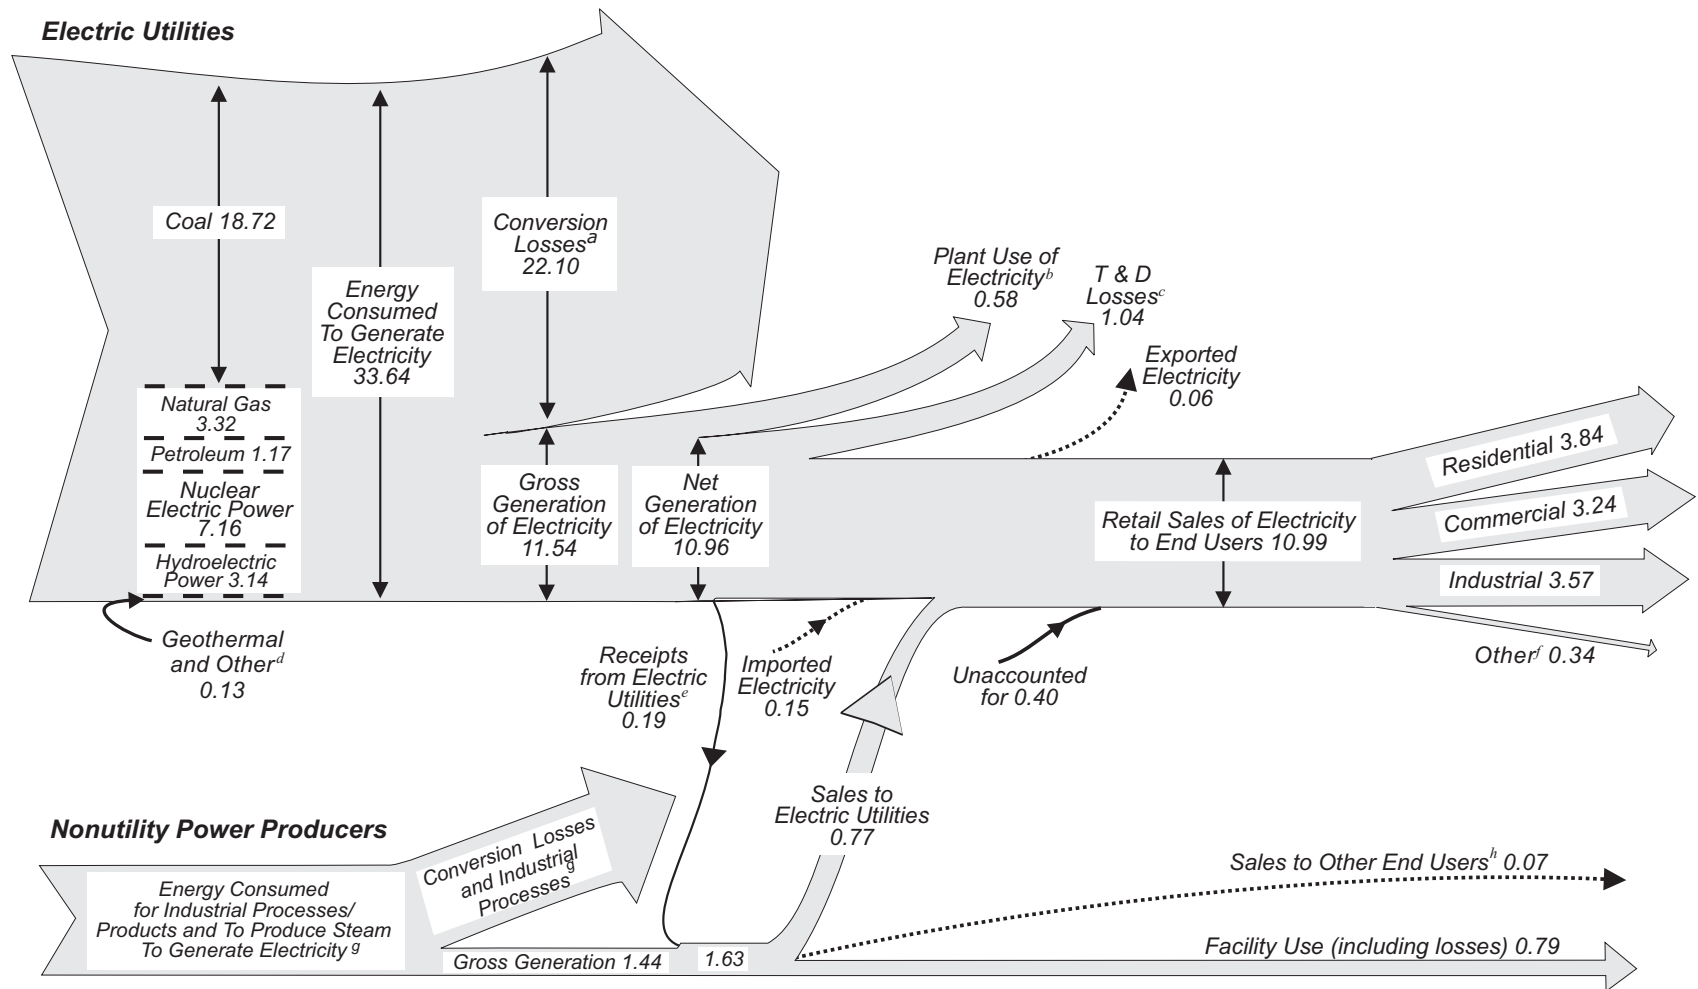 Electric Utilities
Coal 18.72
Natural Gas
3.32
Petroleum 1.17
Nuclear
Electric Power
7.16
Hydroelectric
Power 3.14
Geothermal
and Other d
0.13
Energy
Consumed
To Generate
Electricity
33.64
Conversion
Losses a
22.10
Gross
Generation
of Electricity
11.54
Net
Generation
of Electricity
10.96
Plant Use of
Electricity b
0.58
T & D
Losses c
1.04
Exported
Electricity
0.06
Retail Sales of Electricity
to End Users 10.99
Residential 3.84
Commercial 3.24
Industrial 3.57
Other f 0.34
Receipts
from Electric
Utilities e
0.19
Imported
Electricity
0.15
Unaccounted
for 0.40
Sales to
Electric Utilities
0.77
Nonutility Power Producers
Energy Consumed
for Industrial Processes/
Products and To Produce Steam
To Generate Electricity g
Conversion Losses
and Industrial
Processes g
Gross Generation 1.44
1.63
Sales to Other End Users h 0.07
Facility Use (including losses) 0.79